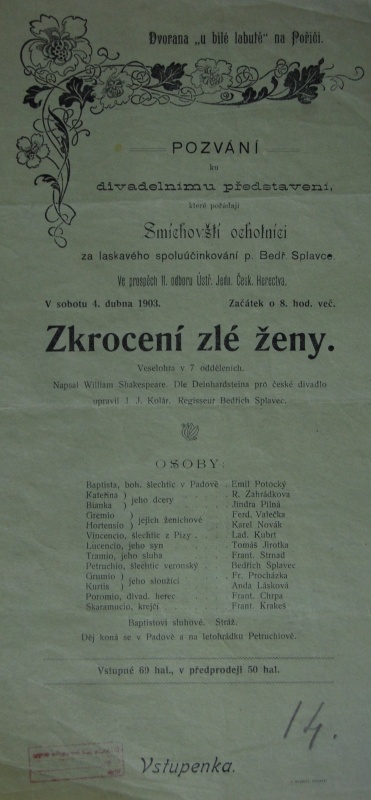 Dvorana „u bílé labutě" na Poříčí.
POZVÁNÍ
ku
divadelnímu představení,
které pořádají
Smíchovští ochotníci
za laskavého spoluúčinkování p. Bedř. Splavce.
Ve prospěch II. odboru Ústř. Jedn. Česk. Herectva.
V sobotu 4. dubna 1903. Začátek o 8. hod. več.
Zkrocení zlé ženy.
Veselohra v 7 odděleních.
Napsal William Shakespeare. Dle Deinhardsteina pro české divadlo
upravil J. J. Kolár. Regisseur Bedřich Splavec.
OSOBY:
Baptista, boh. šlechtic v Padově . Emil Potocký
Kateřina ) jeho dcery . . . . R. Zahrádkova
Bianka ) Jindra Pilná
Gremio ) jejich ženichové . . Ferd. Valečka
Hortensio ) Karel Novák
Vincencio, šlechtic z Pizy . . Lad. Kubrt
Lucencio, jeho syn . . . . Tomáš Jirotka
Tramio, jeho sluha . . . . Frant. Strnad
Petruchio, šlechtic veronský . . Bedřich Splavec
Grumio ) jeho sloužící . . . Fr. Procházka
Kurtis ) Anda Lásková
Poromio, divad. herec . . . Frant. Chrpa
Skaramucio, krejčí . . . Frant. Krakeš
Baptistovi sluhové. Stráž.
Děj koná se v Padově a na letohrádku Petruchiově.
Vstupné 69 hal., v předprodeji 50 hal.
14.
Vstupenka.